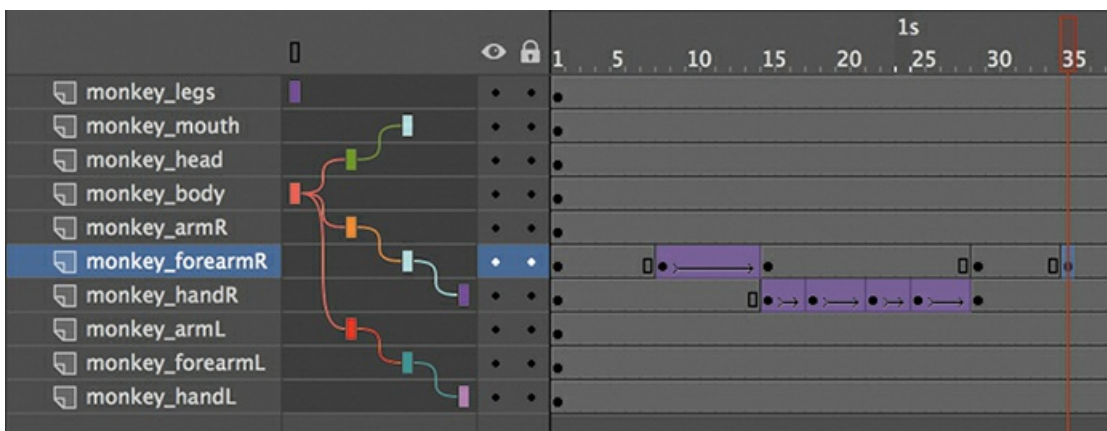 1s
1 5 10 15 20 25 30 35
monkey_legs
monkey_mouth
monkey_head
monkey_body
monkey_armR
monkey_forearmR
monkey_handR
monkey_armL
monkey_forearmL
monkey_handL